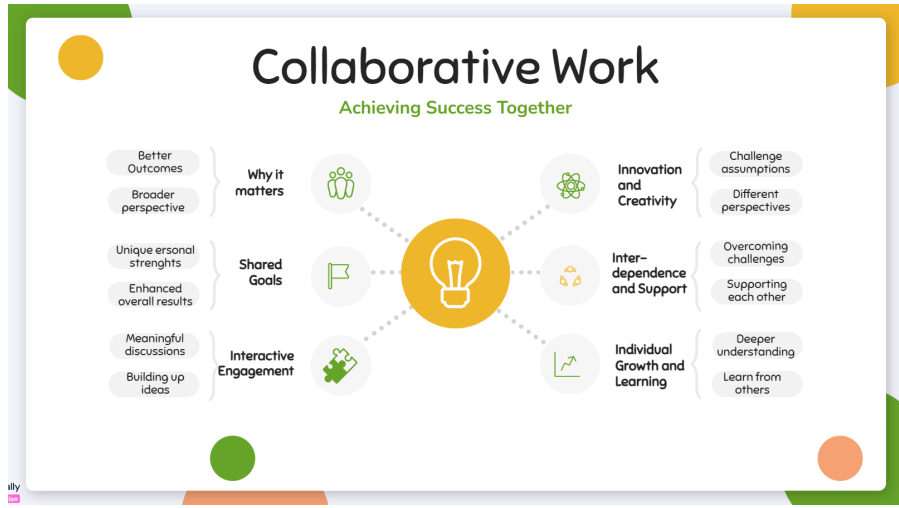 Collaborative Work
Achieving Success Together
Better
Outcomes
Broader
perspective
Why it
matters
Unique ersonal
strenghts
Enhanced
overall results
Shared
Goals
Meaningful
discussions
Building up
ideas
Interactive
Engagement
Innovation
and
Creativity
Challenge
assumptions
Different
perspectives
Inter-
dependence
and Support
Overcoming
challenges
Supporting
each other
Individual
Growth and
Learning
Deeper
understanding
Learn from
others
ally